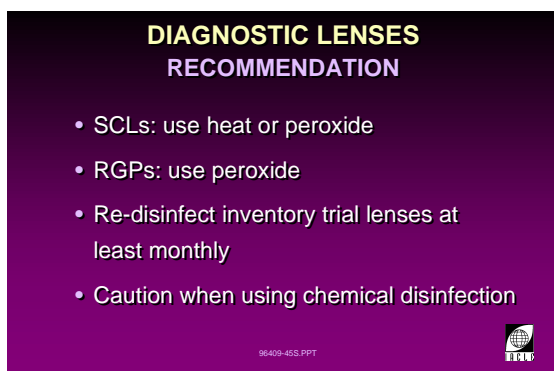 DIAGNOSTIC LENSES
RECOMMENDATION
• SCLs: use heat or peroxide
• RGPs: use peroxide
• Re-disinfect inventory trial lenses at
least monthly
• Caution when using chemical disinfection
96409-45S.PPT
IACLE